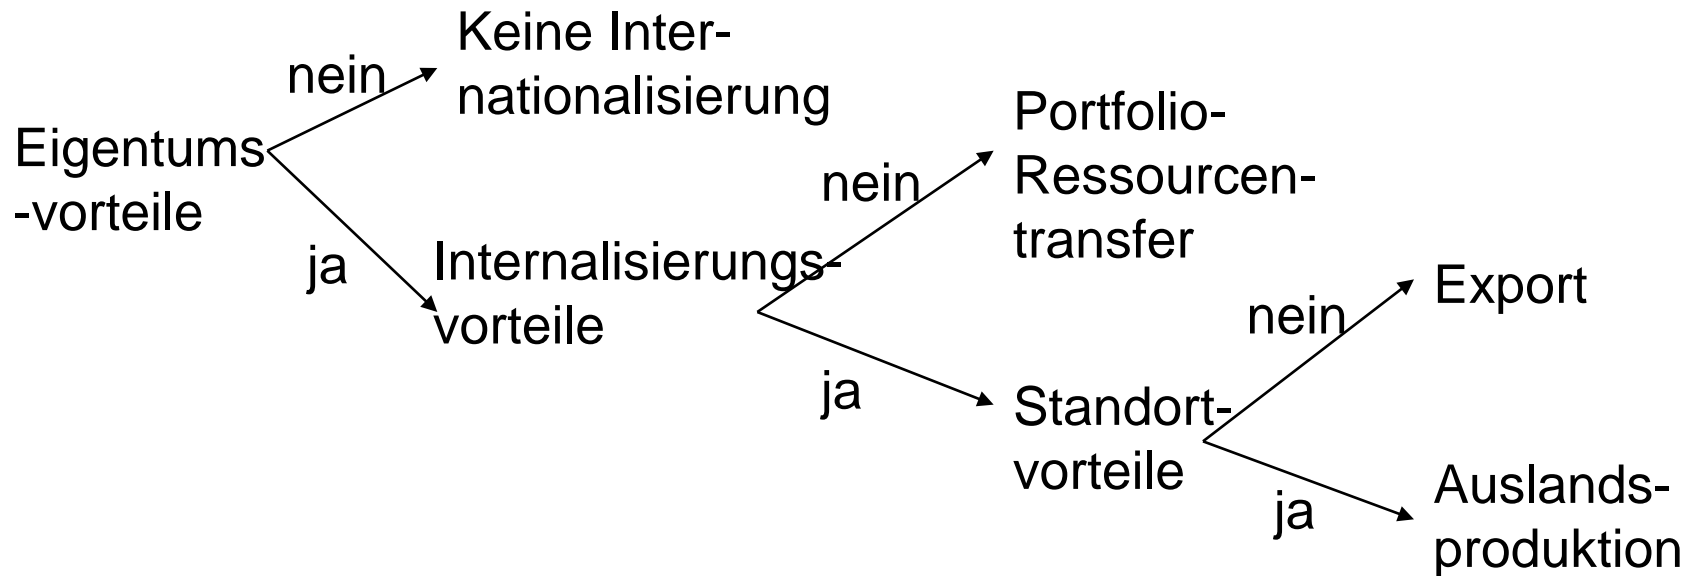 Keine Inter-
nationalisierung
nein
Eigentums
-vorteile
ja
Portfolio-
Ressourcen-
transfer
nein
Internalisierungs-
vorteile
ja
Export
nein
Standort-
vorteile
ja
Auslands-
produktion